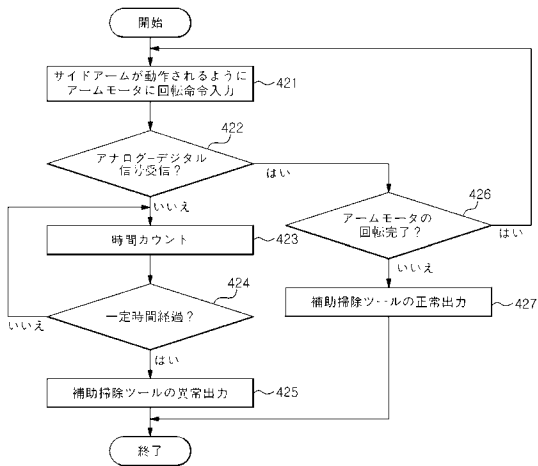 開始
サイドアームが動作されるように
アームモータに回転命令入力
421
422
アナログ-デジタル
信号受信?
はい
いいえ
426
アームモータの
回転完了?
はい
いいえ
時間カウント
423
424
一定時間経過?
いいえ
はい
補助掃除ツールの正常出力
427
補助掃除ツールの異常出力
425
終了